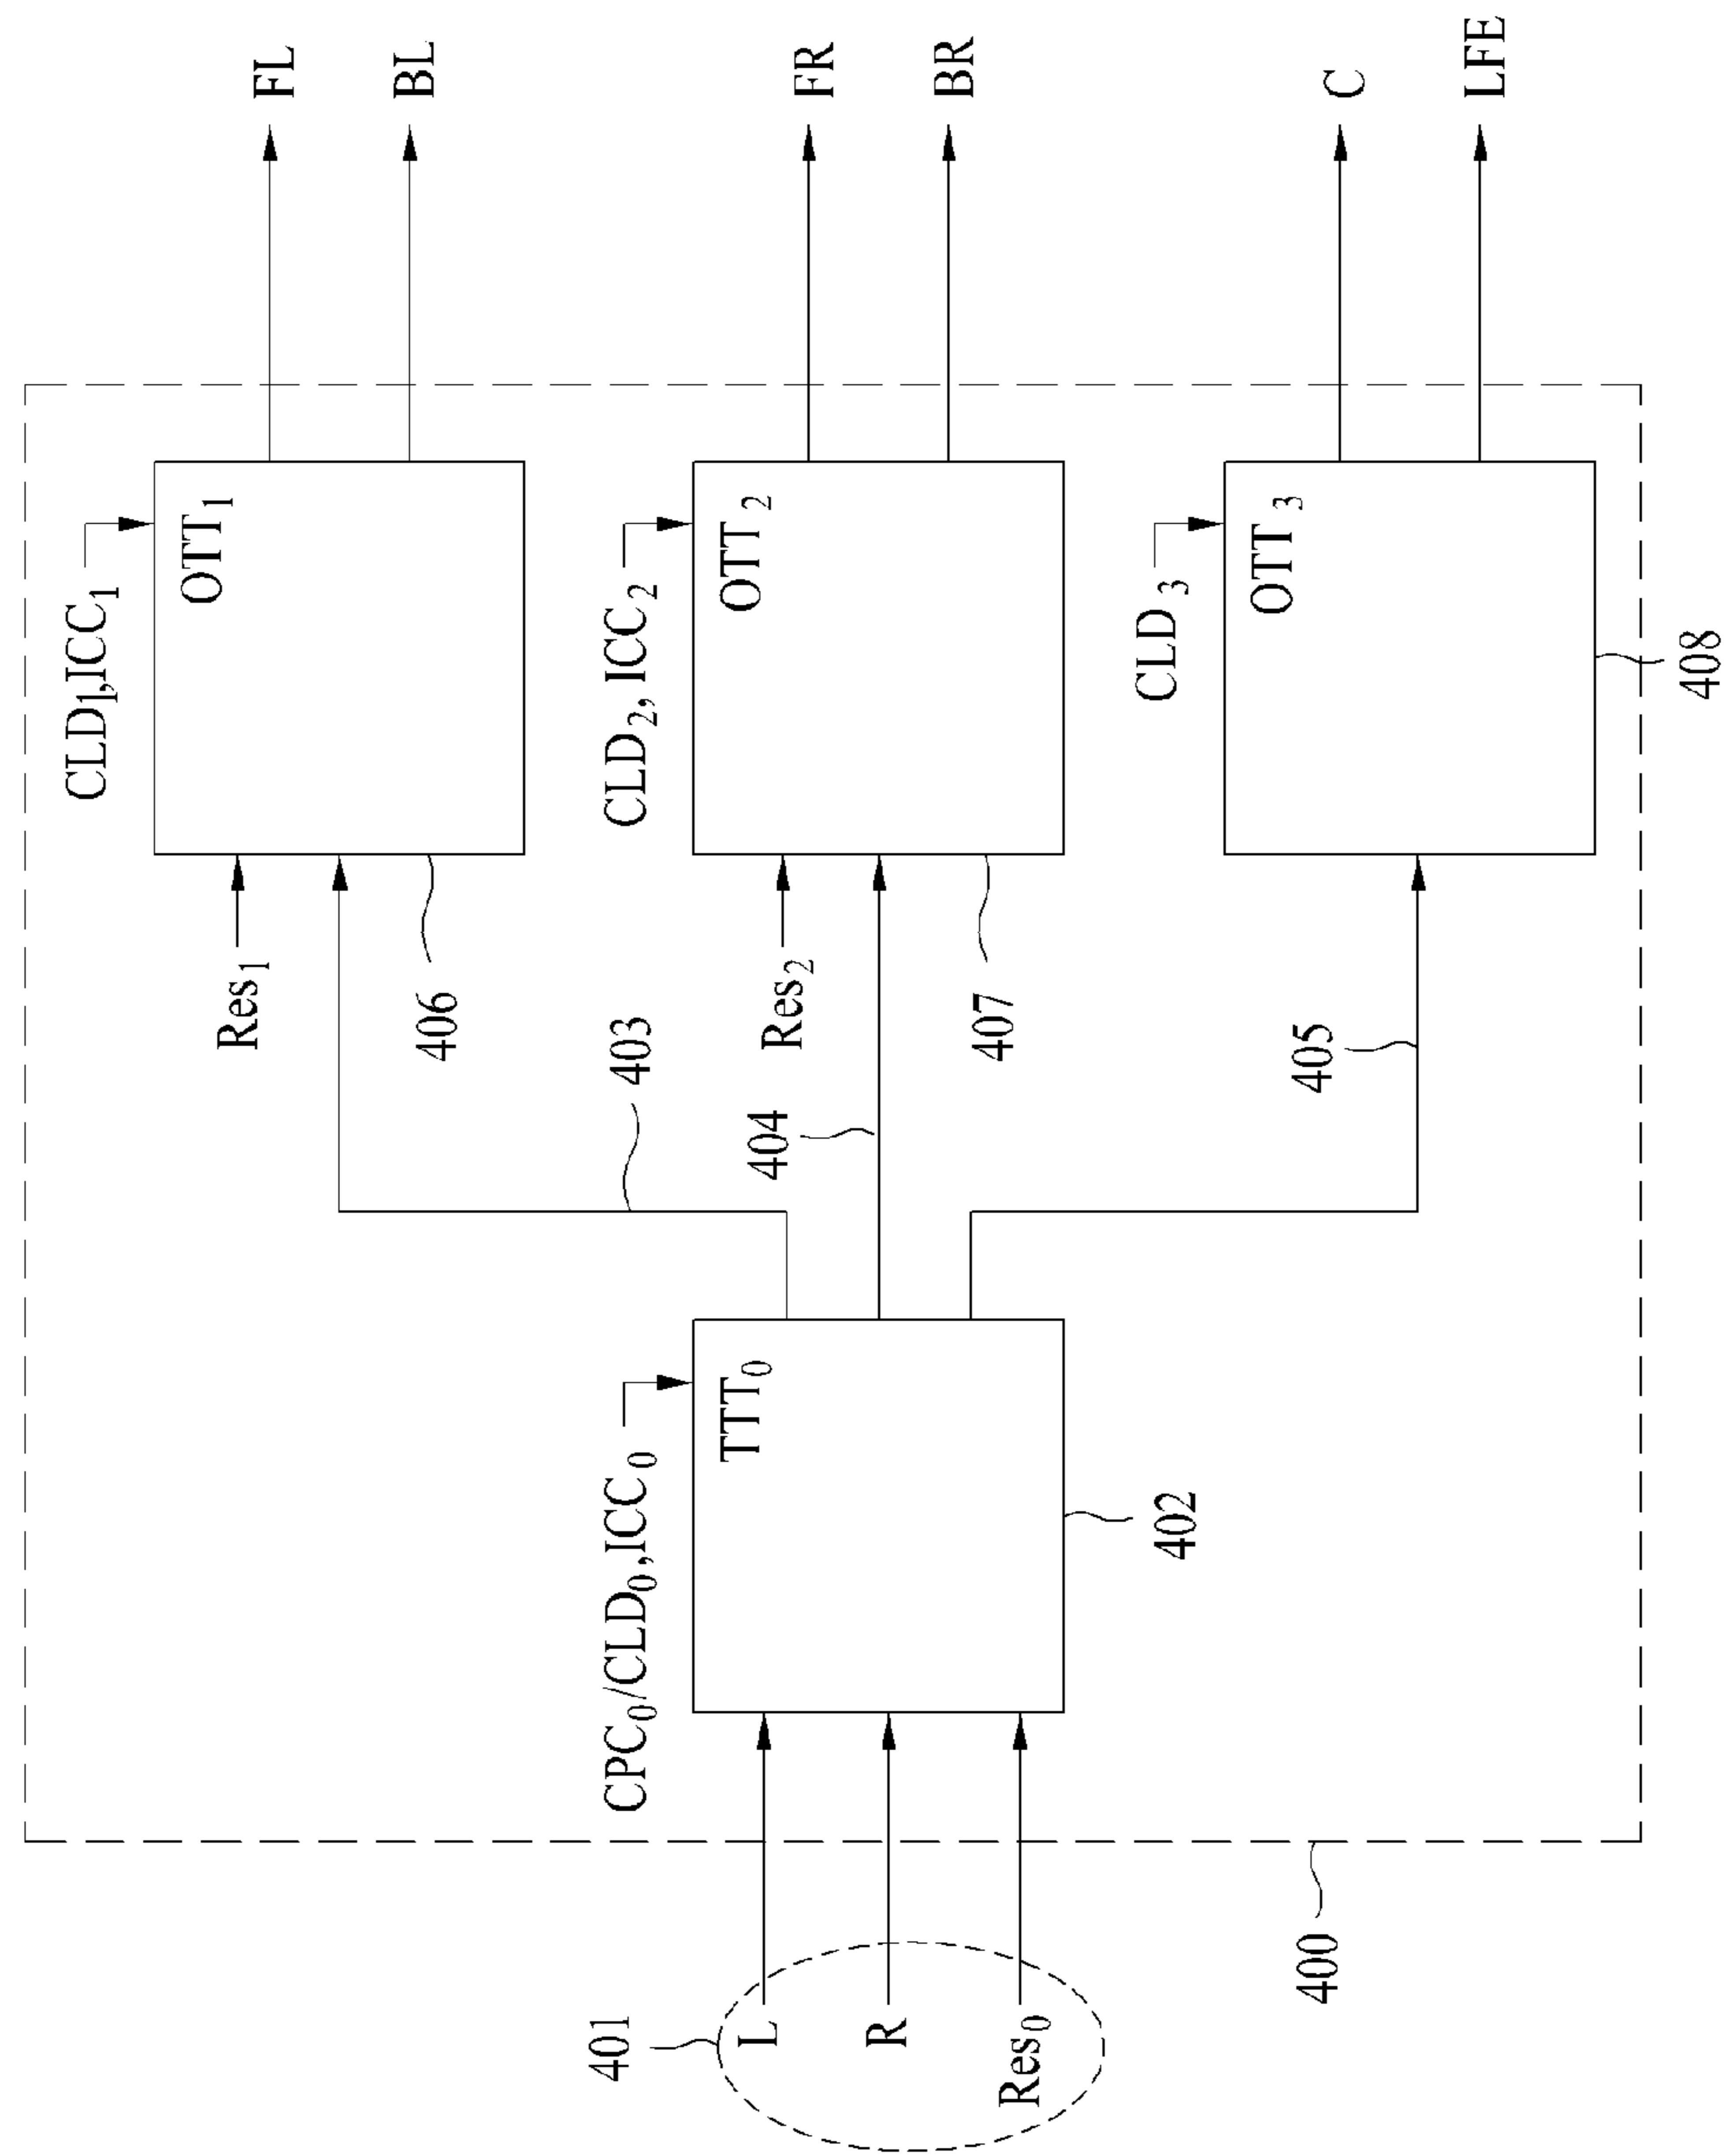 FL
BL
FR
BR
C
LFE
CLD₁,ICC₁
OTT₁
CLD₂,ICC₂
OTT₂
CLD₃
OTT₃
408
Res₁
406
403
Res₂
407
404
405
CPC₀/CLD₀,ICC₀
TTT₀
402
401
L
R
Res₀
400